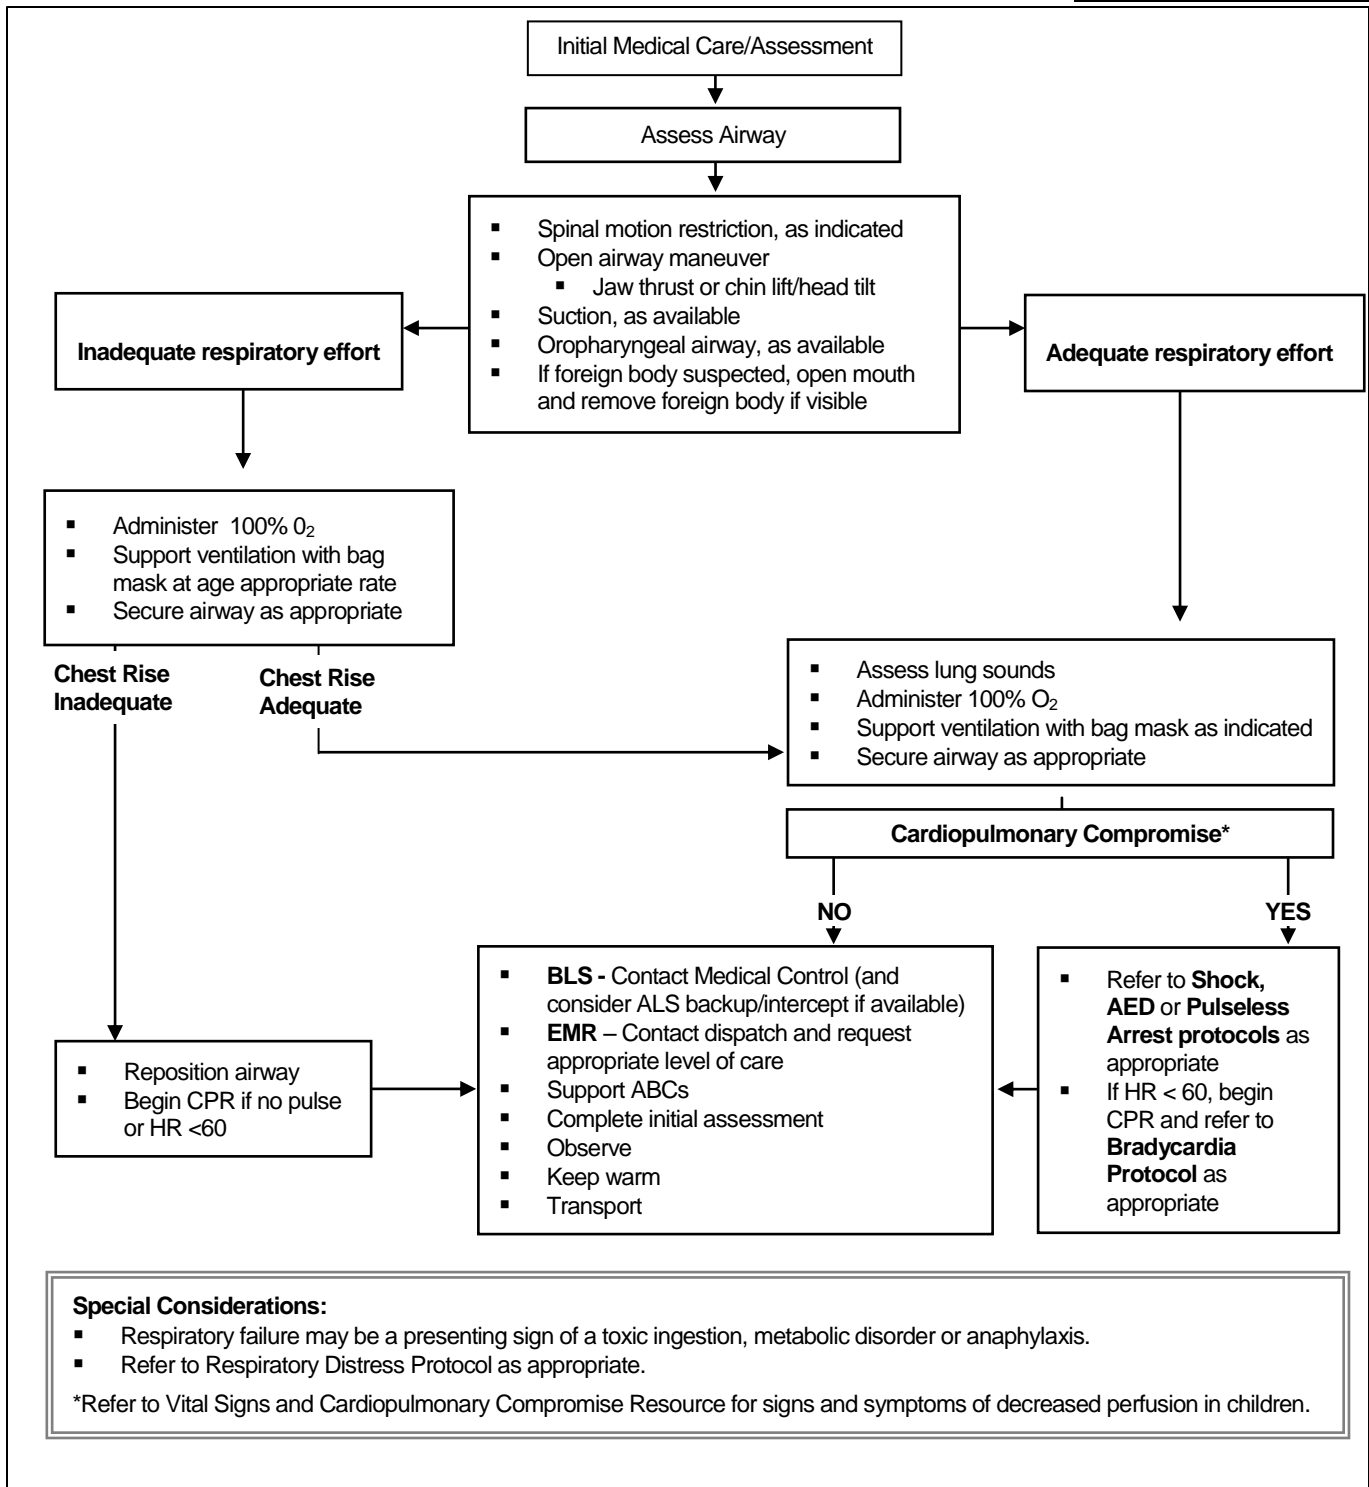 Initial Medical Care/Assessment
Assess Airway
▪ Spinal motion restriction, as indicated
▪ Open airway maneuver
▪ Jaw thrust or chin lift/head tilt
▪ Suction, as available
▪ Oropharyngeal airway, as available
▪ If foreign body suspected, open mouth
and remove foreign body if visible
Inadequate respiratory effort
Adequate respiratory effort
▪ Administer 100% 0₂
▪ Support ventilation with bag
mask at age appropriate rate
▪ Secure airway as appropriate
Chest Rise
Inadequate
Chest Rise
Adequate
▪ Assess lung sounds
▪ Administer 100% O₂
▪ Support ventilation with bag mask as indicated
▪ Secure airway as appropriate
Cardiopulmonary Compromise*
NO
YES
▪ Reposition airway
▪ Begin CPR if no pulse
or HR <60
▪ BLS - Contact Medical Control (and
consider ALS backup/intercept if available)
▪ EMR – Contact dispatch and request
appropriate level of care
▪ Support ABCs
▪ Complete initial assessment
▪ Observe
▪ Keep warm
▪ Transport
▪ Refer to Shock,
AED or Pulseless
Arrest protocols as
appropriate
▪ If HR < 60, begin
CPR and refer to
Bradycardia
Protocol as
appropriate
Special Considerations:
▪ Respiratory failure may be a presenting sign of a toxic ingestion, metabolic disorder or anaphylaxis.
▪ Refer to Respiratory Distress Protocol as appropriate.
*Refer to Vital Signs and Cardiopulmonary Compromise Resource for signs and symptoms of decreased perfusion in children.